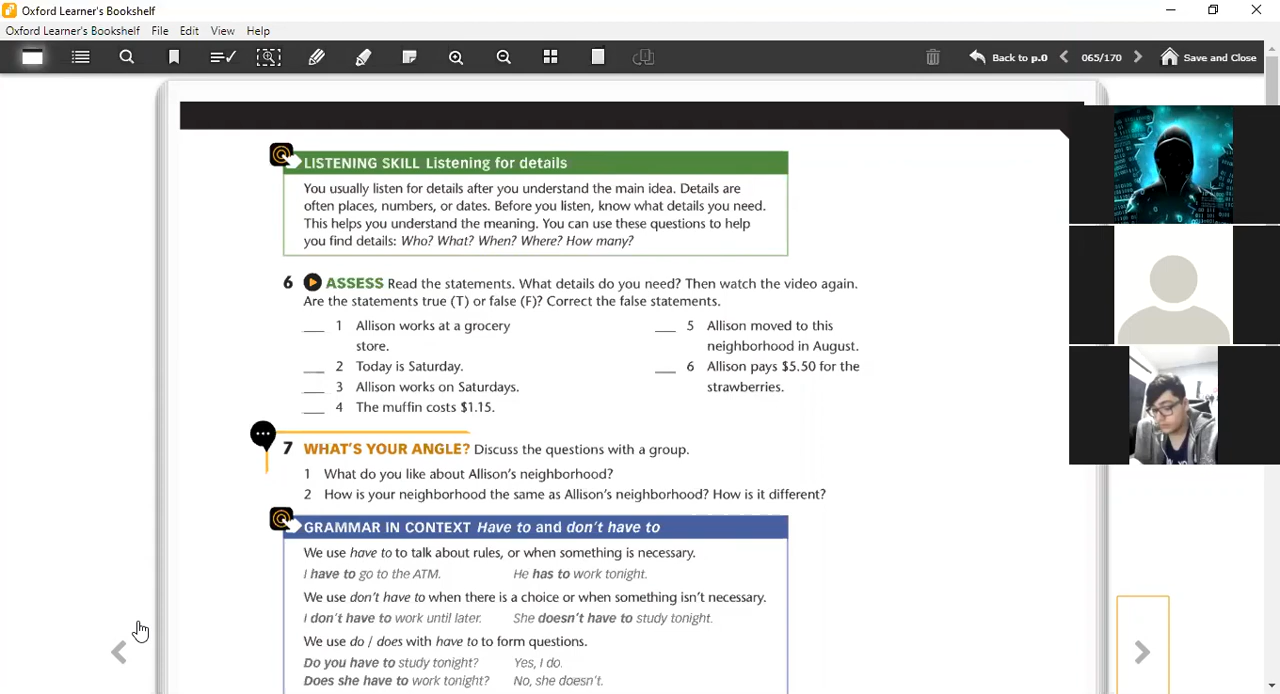 Oxford Learner's Bookshelf
Oxford Learner's Bookshelf File Edit View Help
Back to p.0 065/170 Save and Close
LISTENING SKILL Listening for details
You usually listen for details after you understand the main idea. Details are
often places, numbers, or dates. Before you listen, know what details you need.
This helps you understand the meaning. You can use these questions to help
you find details: Who? What? When? Where? How many?
6 ASSESS Read the statements. What details do you need? Then watch the video again.
Are the statements true (T) or false (F)? Correct the false statements.
___ 1 Allison works at a grocery
store.
___ 2 Today is Saturday.
___ 3 Allison works on Saturdays.
___ 4 The muffin costs $1.15.
___ 5 Allison moved to this
neighborhood in August.
___ 6 Allison pays $5.50 for the
strawberries.
7 WHAT'S YOUR ANGLE? Discuss the questions with a group.
1 What do you like about Allison's neighborhood?
2 How is your neighborhood the same as Allison's neighborhood? How is it different?
GRAMMAR IN CONTEXT Have to and don't have to
We use have to to talk about rules, or when something is necessary.
I have to go to the ATM. He has to work tonight.
We use don't have to when there is a choice or when something isn't necessary.
I don't have to work until later. She doesn't have to study tonight.
We use do / does with have to to form questions.
Do you have to study tonight? Yes, I do.
Does she have to work tonight? No, she doesn't.